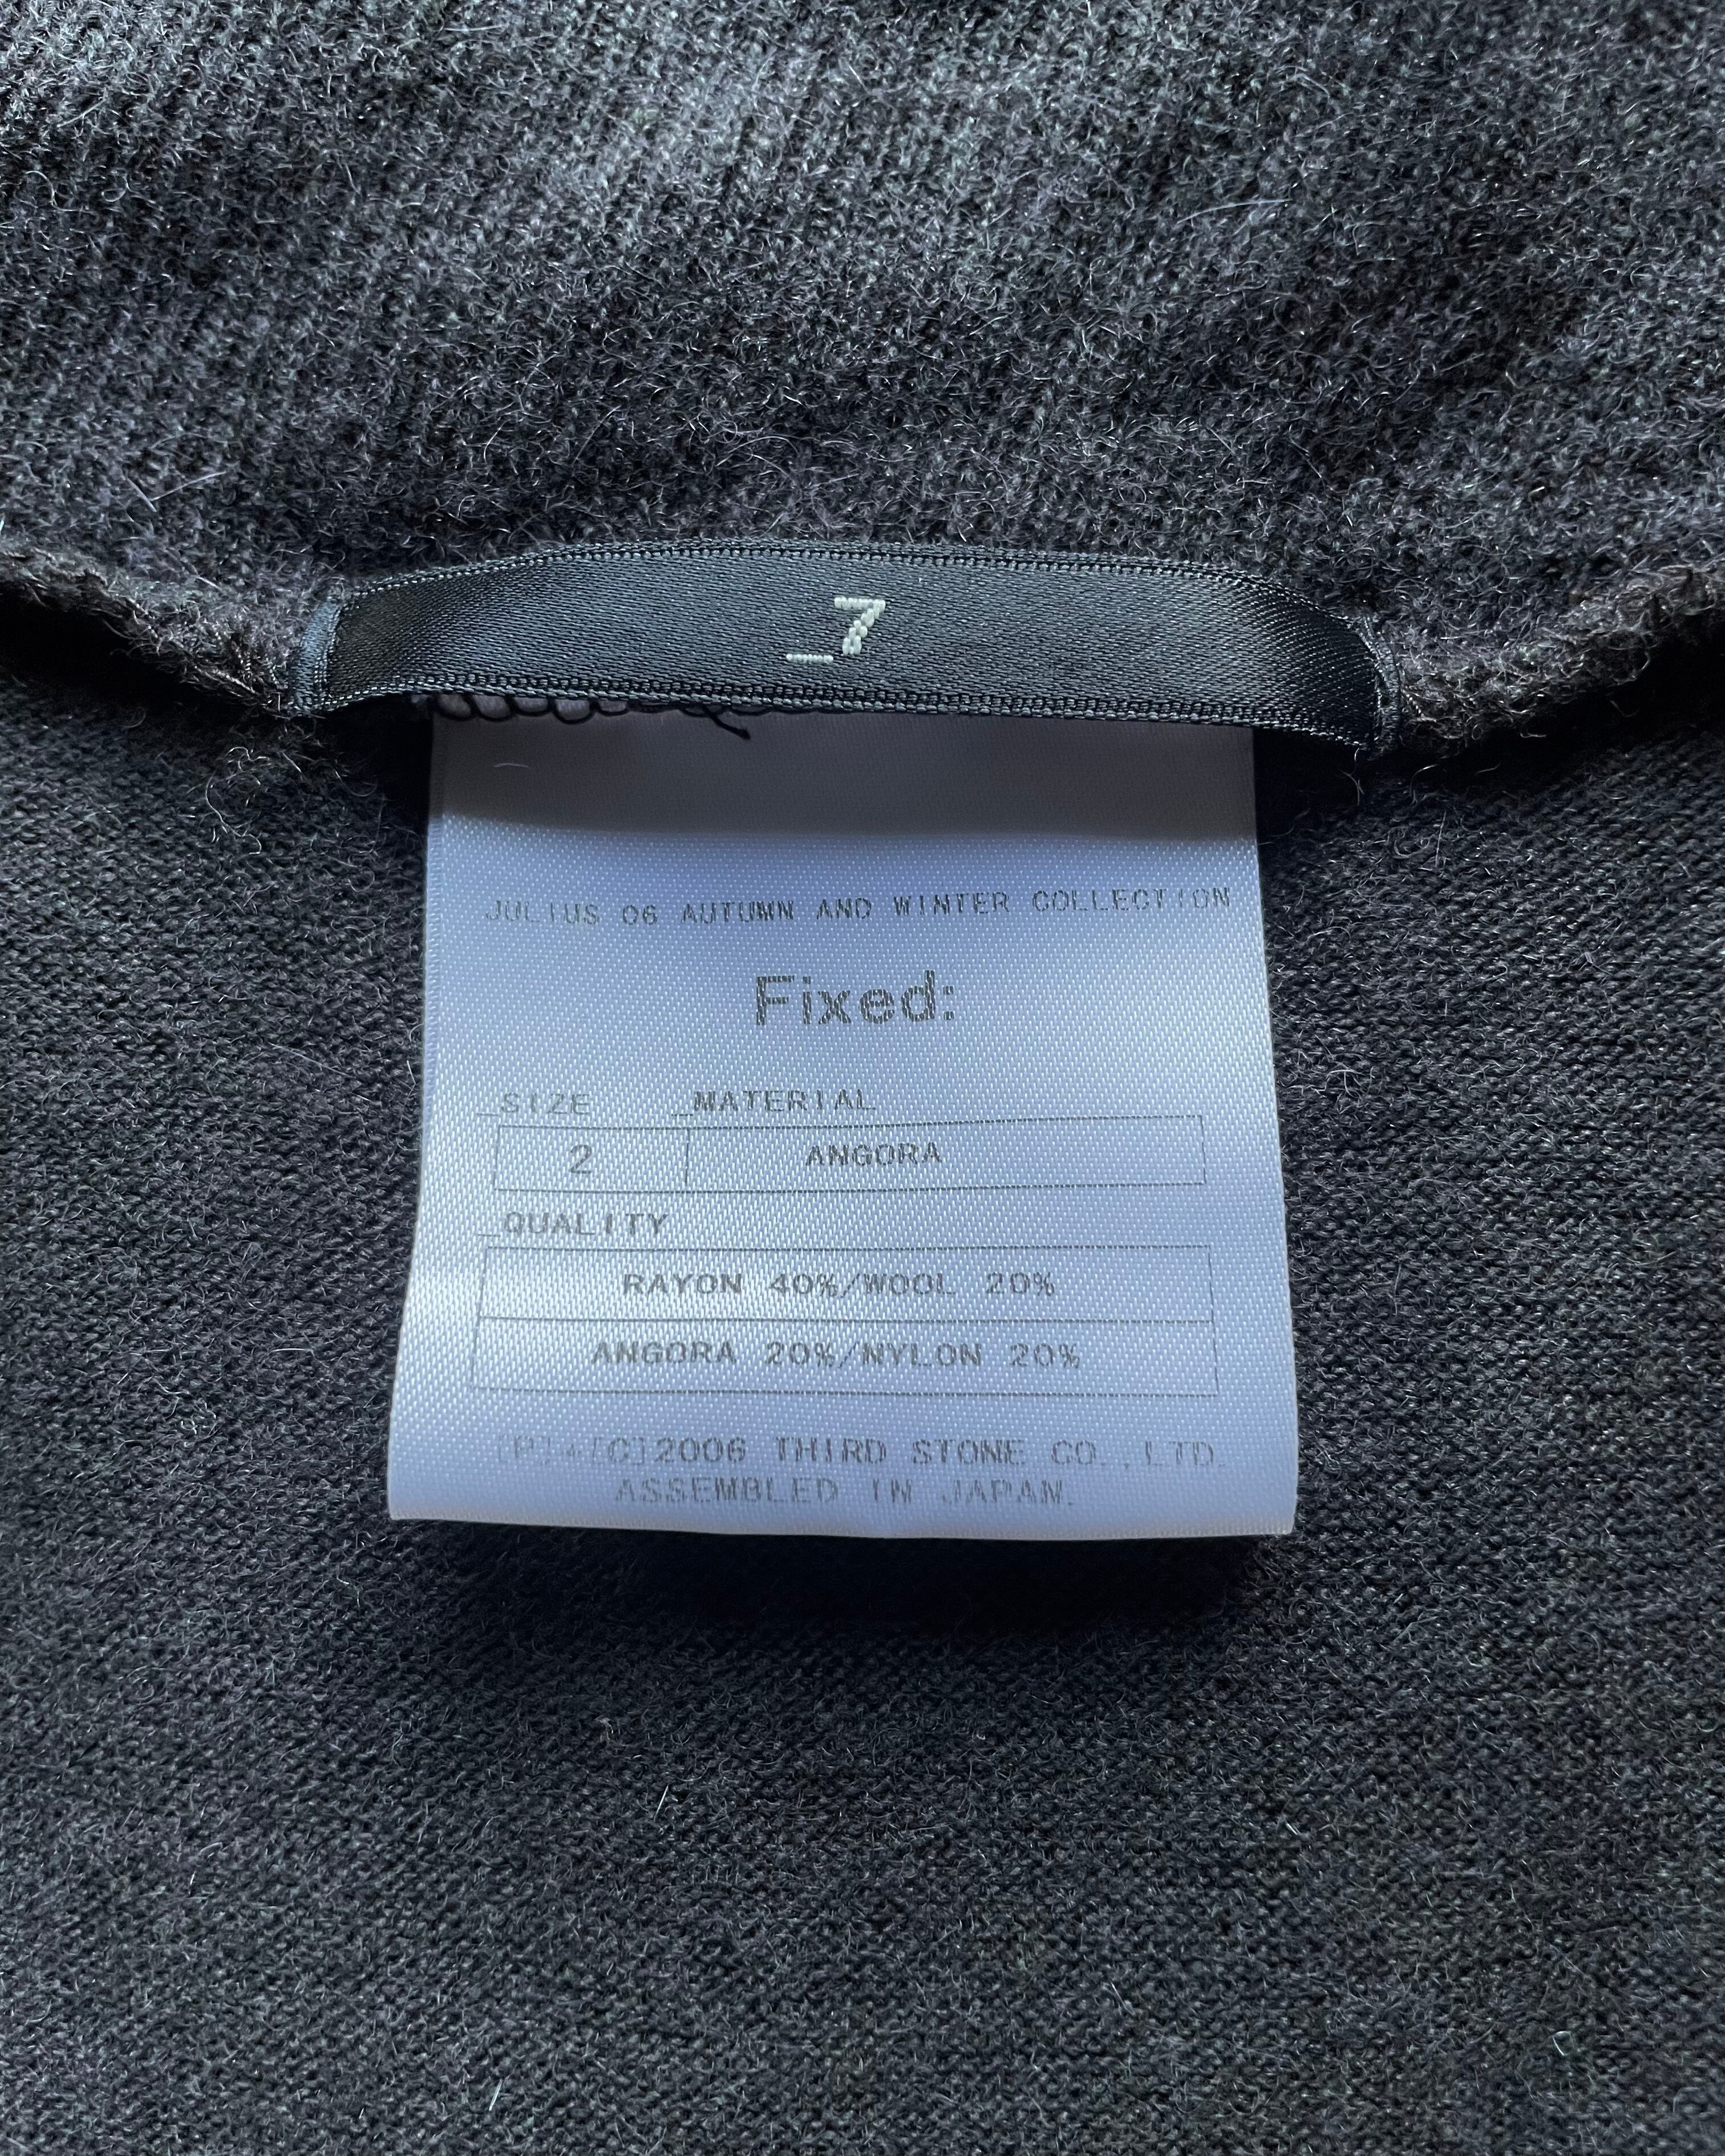 _7
JULIUS 06 AUTUMN AND WINTER COLLECTION
Fixed:
_SIZE _MATERIAL
2 ANGORA
_QUALITY
RAYON 40%/WOOL 20%
ANGORA 20%/NYLON 20%
[P]+[C]2006 THIRD STONE CO.,LTD.
ASSEMBLED IN JAPAN.